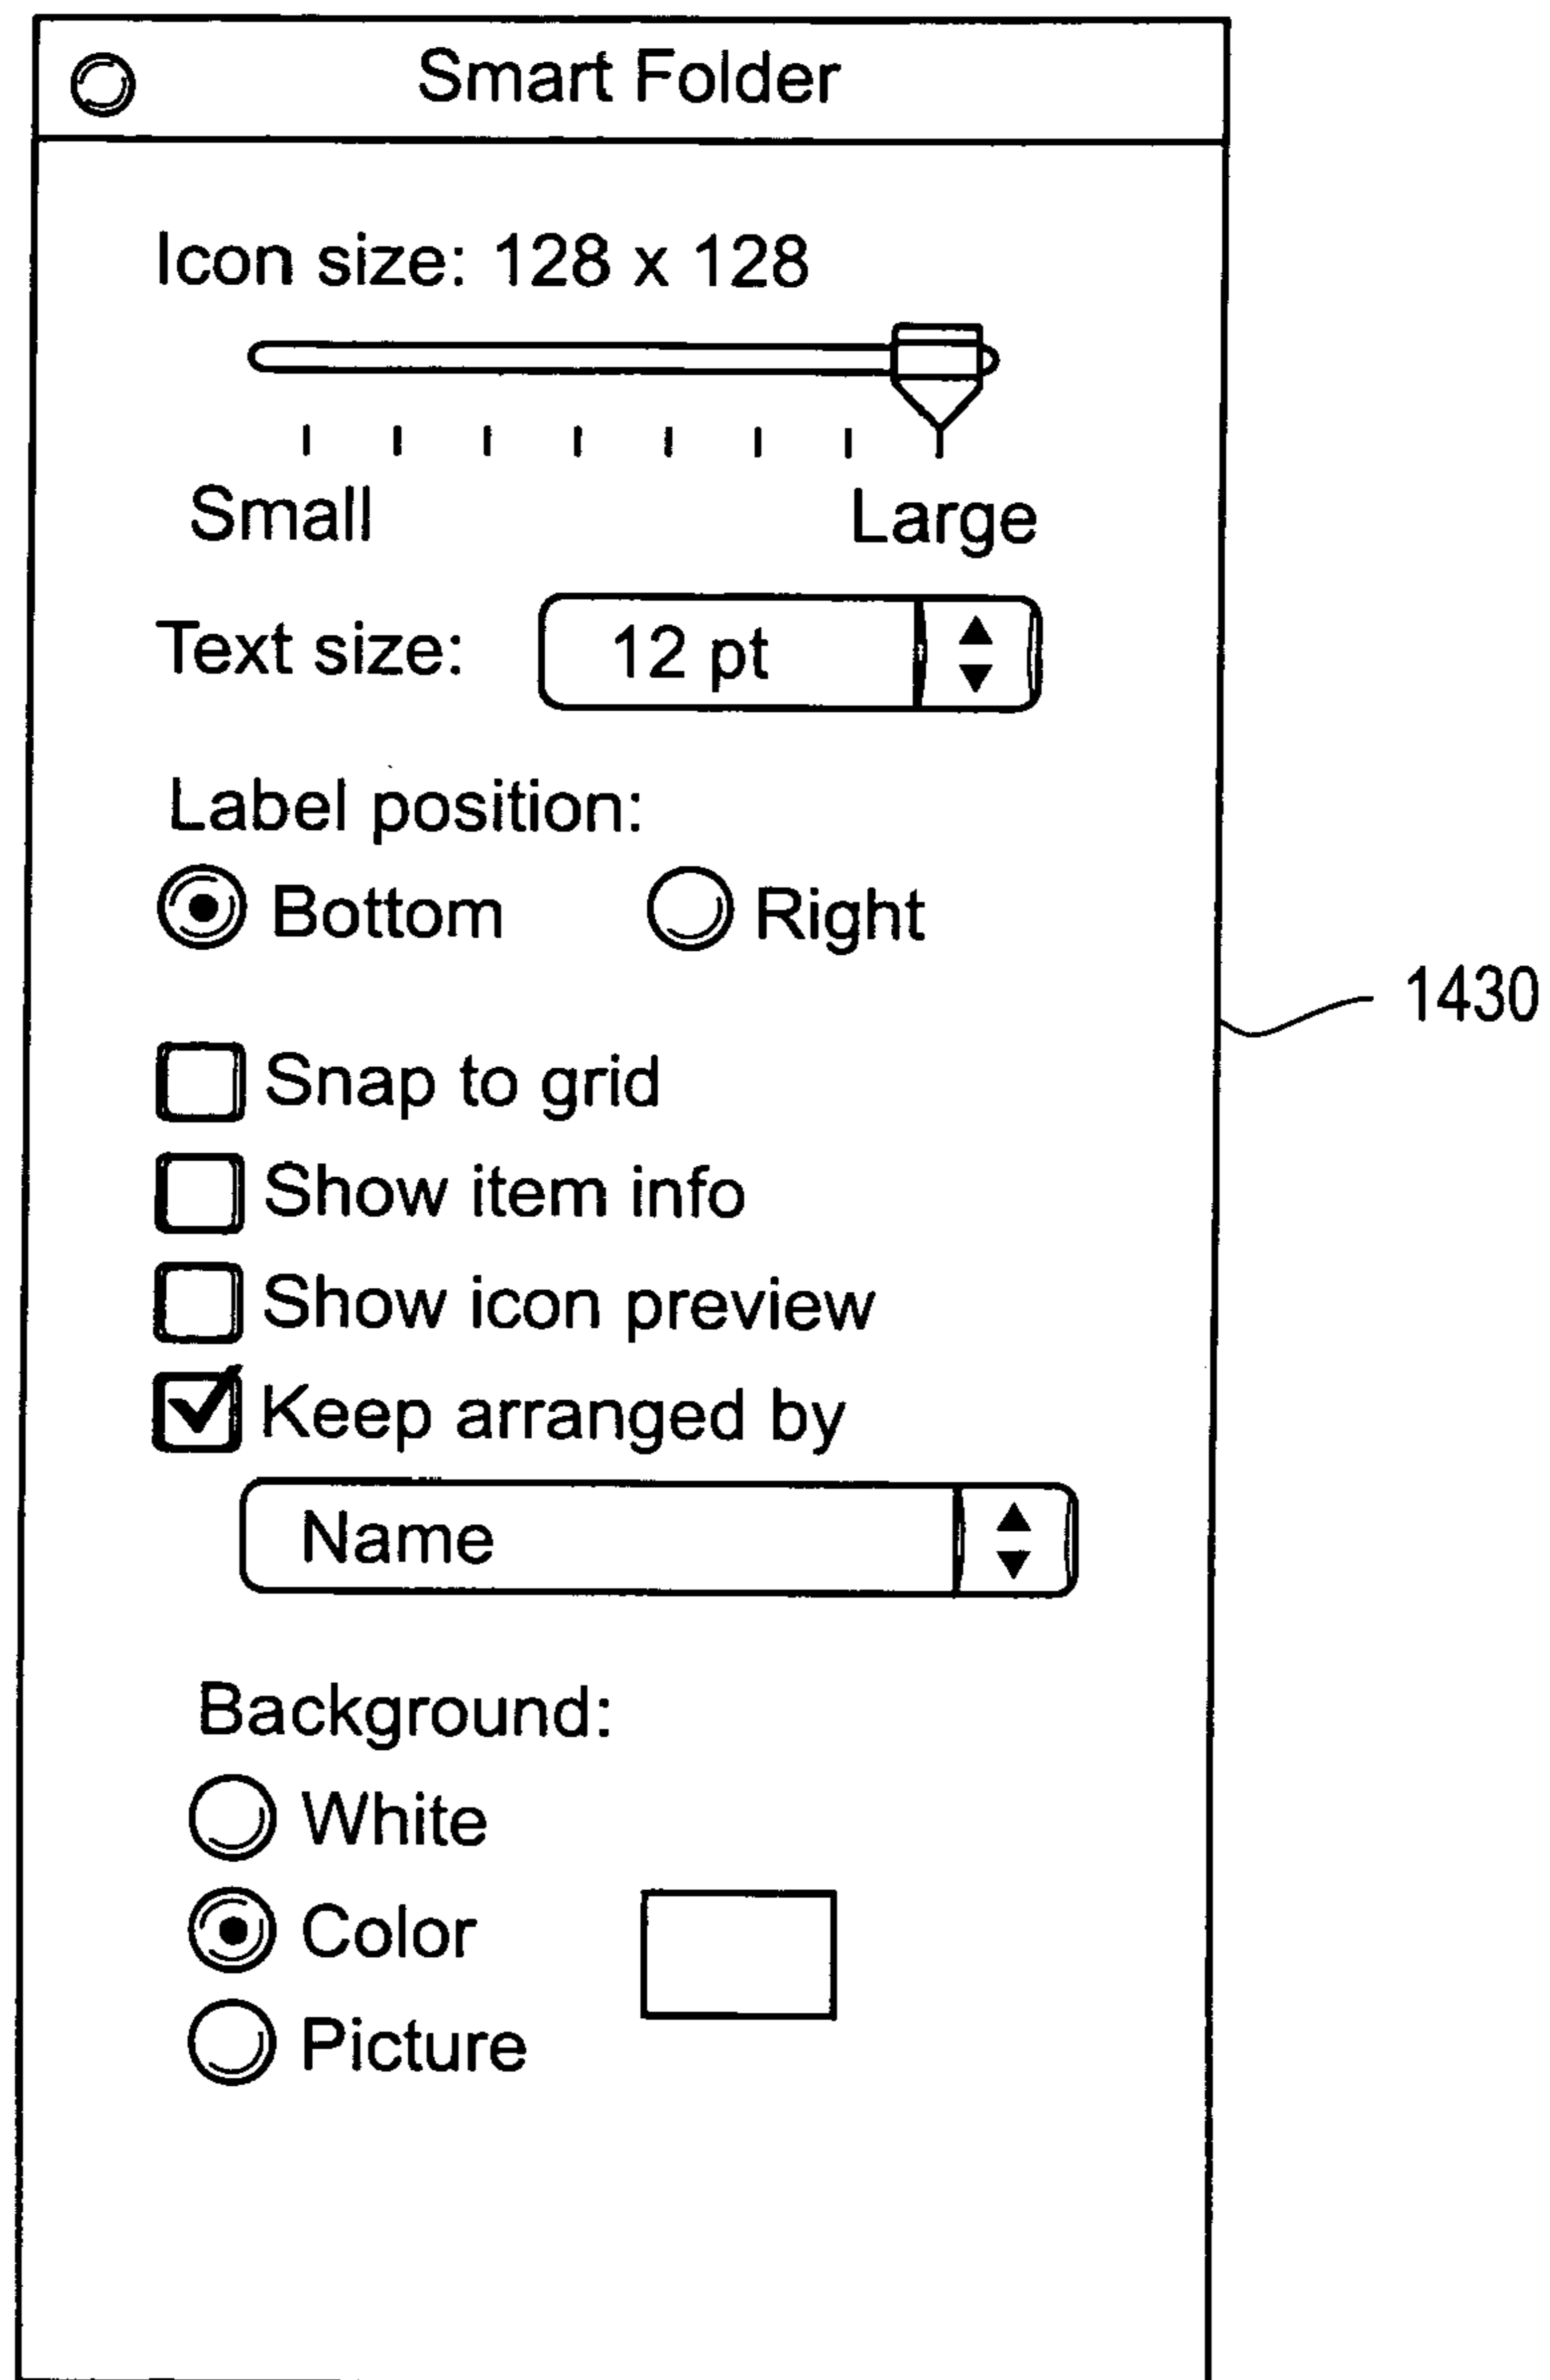 Smart Folder
Icon size: 128 x 128
Small Large
Text size: 12 pt
Label position:
Bottom Right
1430
Snap to grid
Show item info
Show icon preview
Keep arranged by
Name
Background:
White
Color
Picture